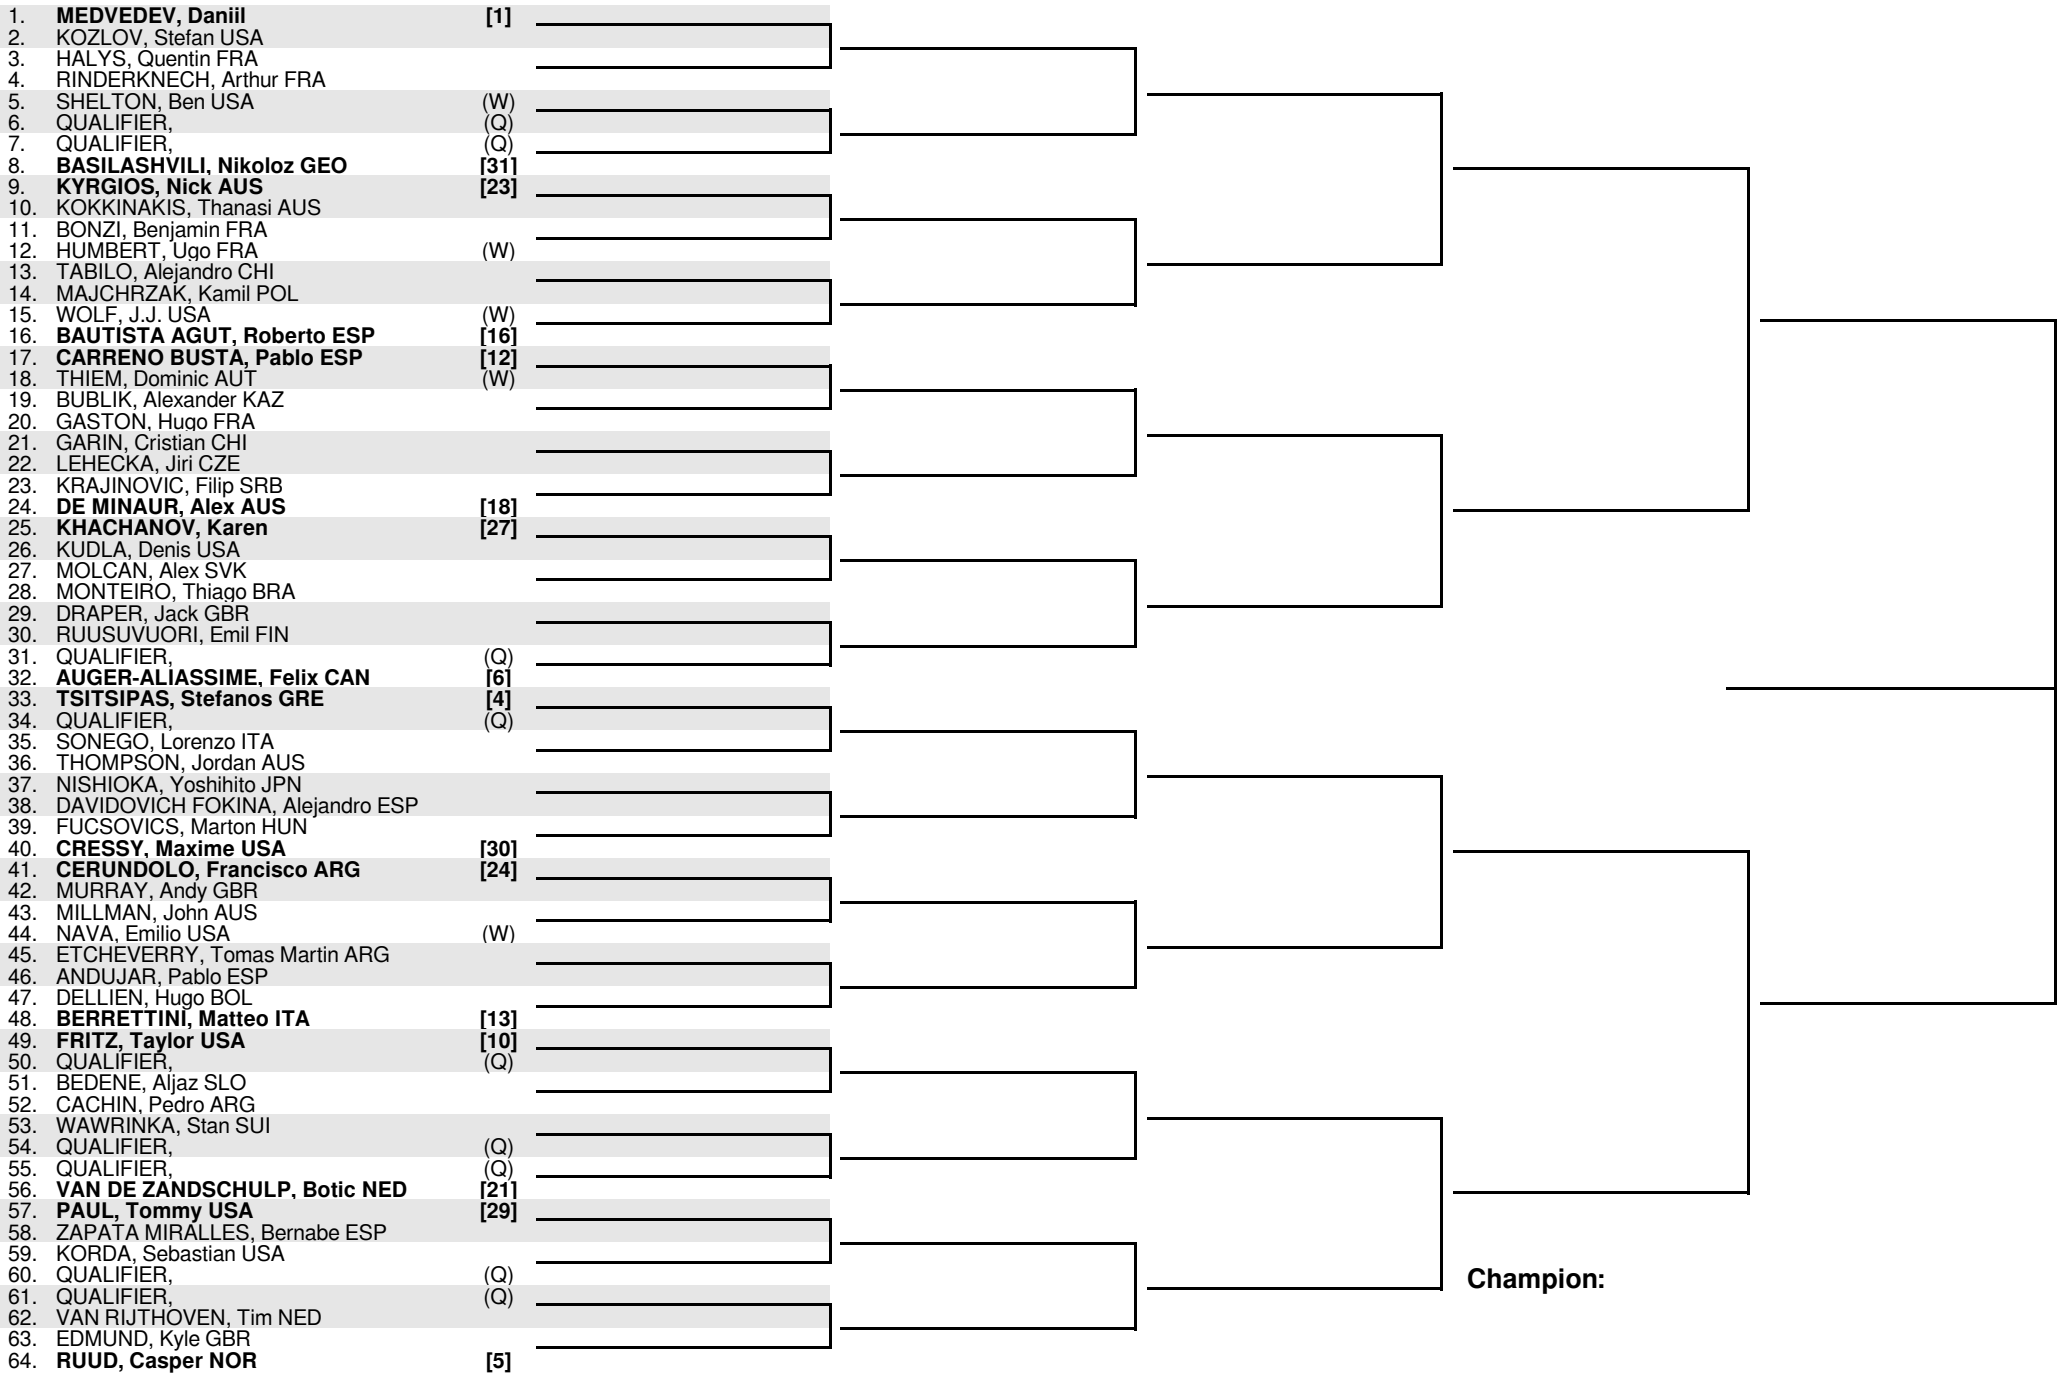 1. MEDVEDEV, Daniil [1]
2. KOZLOV, Stefan USA
3. HALYS, Quentin FRA
4. RINDERKNECH, Arthur FRA
5. SHELTON, Ben USA (W)
6. QUALIFIER, (Q)
7. QUALIFIER, (Q)
8. BASILASHVILI, Nikoloz GEO [31]
9. KYRGIOS, Nick AUS [23]
10. KOKKINAKIS, Thanasi AUS
11. BONZI, Benjamin FRA
12. HUMBERT, Ugo FRA (W)
13. TABILO, Alejandro CHI
14. MAJCHRZAK, Kamil POL
15. WOLF, J.J. USA (W)
16. BAUTISTA AGUT, Roberto ESP [16]
17. CARRENO BUSTA, Pablo ESP [12]
18. THIEM, Dominic AUT (W)
19. BUBLIK, Alexander KAZ
20. GASTON, Hugo FRA
21. GARIN, Cristian CHI
22. LEHECKA, Jiri CZE
23. KRAJINOVIC, Filip SRB
24. DE MINAUR, Alex AUS [18]
25. KHACHANOV, Karen [27]
26. KUDLA, Denis USA
27. MOLCAN, Alex SVK
28. MONTEIRO, Thiago BRA
29. DRAPER, Jack GBR
30. RUUSUVUORI, Emil FIN
31. QUALIFIER, (Q)
32. AUGER-ALIASSIME, Felix CAN [6]
33. TSITSIPAS, Stefanos GRE [4]
34. QUALIFIER, (Q)
35. SONEGO, Lorenzo ITA
36. THOMPSON, Jordan AUS
37. NISHIOKA, Yoshihito JPN
38. DAVIDOVICH FOKINA, Alejandro ESP
39. FUCSOVICS, Marton HUN
40. CRESSY, Maxime USA [30]
41. CERUNDOLO, Francisco ARG [24]
42. MURRAY, Andy GBR
43. MILLMAN, John AUS
44. NAVA, Emilio USA (W)
45. ETCHEVERRY, Tomas Martin ARG
46. ANDUJAR, Pablo ESP
47. DELLIEN, Hugo BOL
48. BERRETTINI, Matteo ITA [13]
49. FRITZ, Taylor USA [10]
50. QUALIFIER, (Q)
51. BEDENE, Aljaz SLO
52. CACHIN, Pedro ARG
53. WAWRINKA, Stan SUI
54. QUALIFIER, (Q)
55. QUALIFIER, (Q)
56. VAN DE ZANDSCHULP, Botic NED [21]
57. PAUL, Tommy USA [29]
58. ZAPATA MIRALLES, Bernabe ESP
59. KORDA, Sebastian USA
60. QUALIFIER, (Q)
61. QUALIFIER, (Q)
62. VAN RIJTHOVEN, Tim NED
63. EDMUND, Kyle GBR
64. RUUD, Casper NOR [5]
Champion: